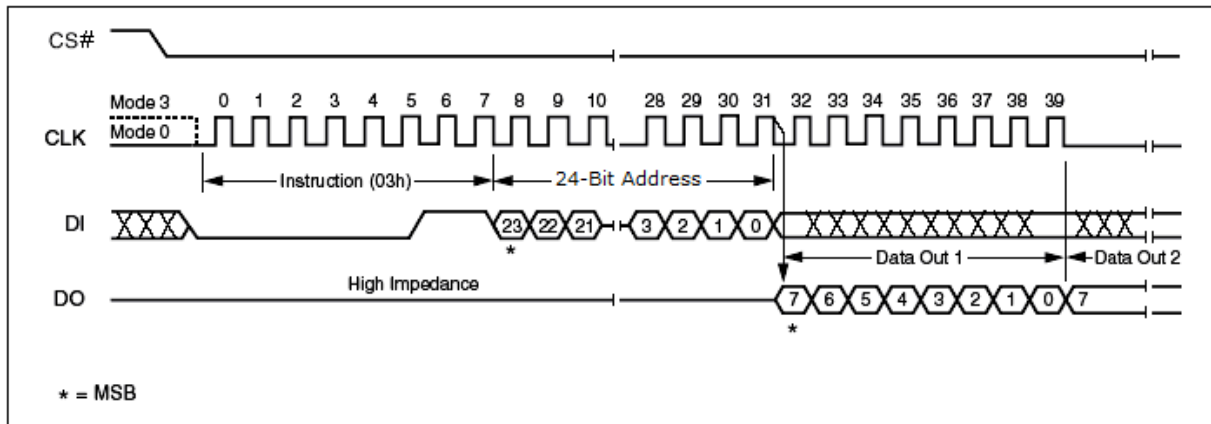 CS#
Mode 3 0 1 2 3 4 5 6 7 8 9 10 28 29 30 31 32 33 34 35 36 37 38 39
CLK Mode 0
Instruction (03h) 24-Bit Address
DI 23 22 21 3 2 1 0
*
Data Out 1 Data Out 2
High Impedance
DO 7 6 5 4 3 2 1 0 7
*
* = MSB